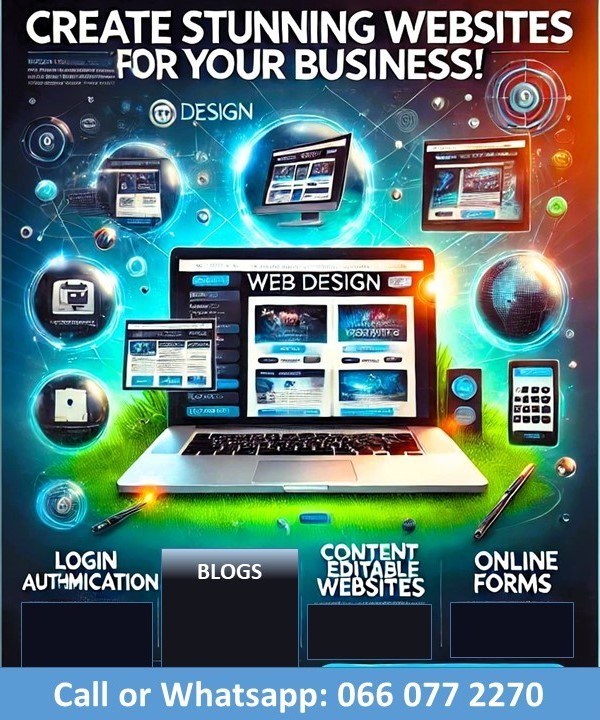 CREATE STUNNING WEBSITES
FOR YOUR BUSINESS!
DESIGN
WEB DESIGN
LOGIN
AUTHMICATION
BLOGS
CONTENT
EDITABLE
WEBSITES
ONLINE
FORMS
Call or Whatsapp: 066 077 2270